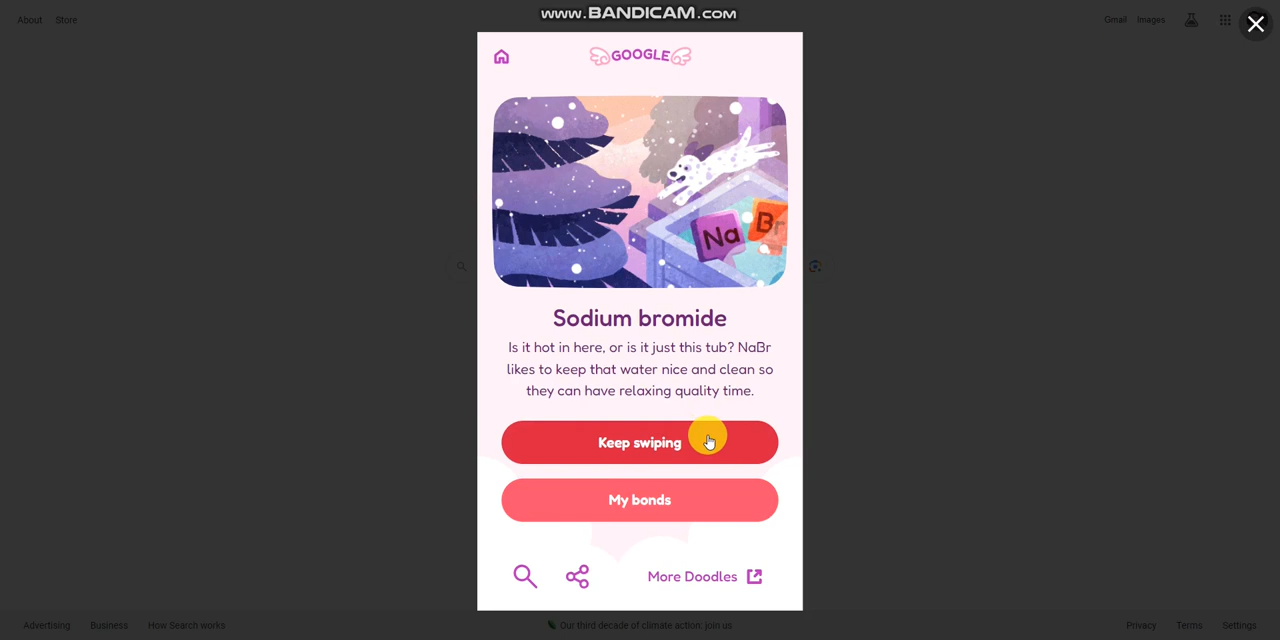 www.BANDICAM.com
About Store
Gmail Images
GOOGLE
Na Br
Sodium bromide
Is it hot in here, or is it just this tub? NaBr
likes to keep that water nice and clean so
they can have relaxing quality time.
Keep swiping
My bonds
More Doodles
Advertising Business How Search works Our third decade of climate action: join us Privacy Terms Settings